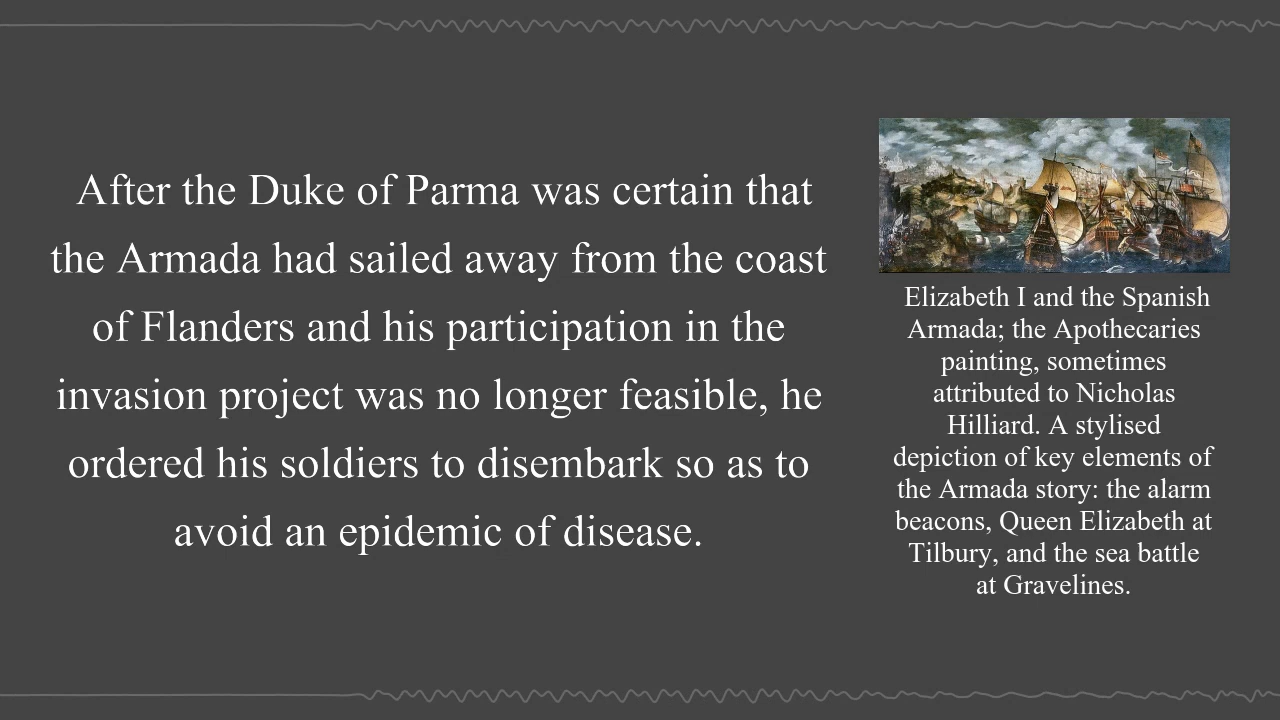 After the Duke of Parma was certain that
the Armada had sailed away from the coast
of Flanders and his participation in the
invasion project was no longer feasible, he
ordered his soldiers to disembark so as to
avoid an epidemic of disease.
Elizabeth I and the Spanish
Armada; the Apothecaries
painting, sometimes
attributed to Nicholas
Hilliard. A stylised
depiction of key elements of
the Armada story: the alarm
beacons, Queen Elizabeth at
Tilbury, and the sea battle
at Gravelines.